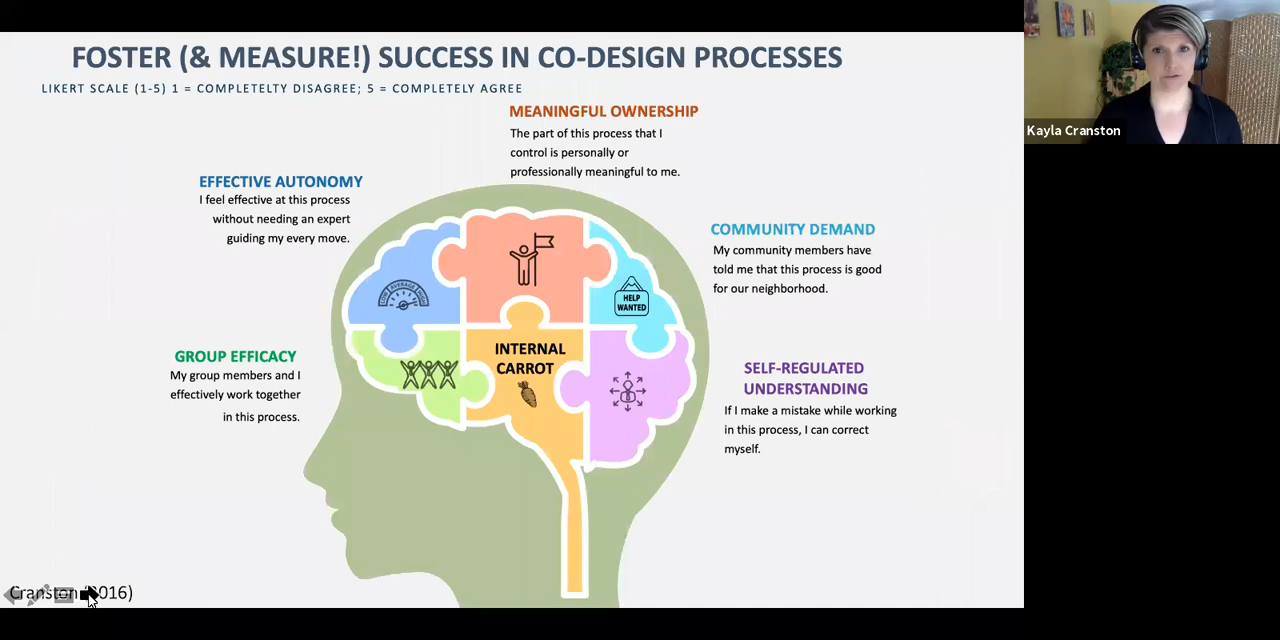 FOSTER (& MEASURE!) SUCCESS IN CO-DESIGN PROCESSES
LIKERT SCALE (1-5) 1 = COMPLETELTY DISAGREE; 5 = COMPLETELY AGREE
MEANINGFUL OWNERSHIP
The part of this process that I
control is personally or
professionally meaningful to me.
EFFECTIVE AUTONOMY
I feel effective at this process
without needing an expert
guiding my every move.
COMMUNITY DEMAND
My community members have
told me that this process is good
for our neighborhood.
LOW AVERAGE HIGH
HELP
WANTED
GROUP EFFICACY
My group members and I
effectively work together
in this process.
INTERNAL
CARROT
SELF-REGULATED
UNDERSTANDING
If I make a mistake while working
in this process, I can correct
myself.
Cranston (2016)
Kayla Cranston